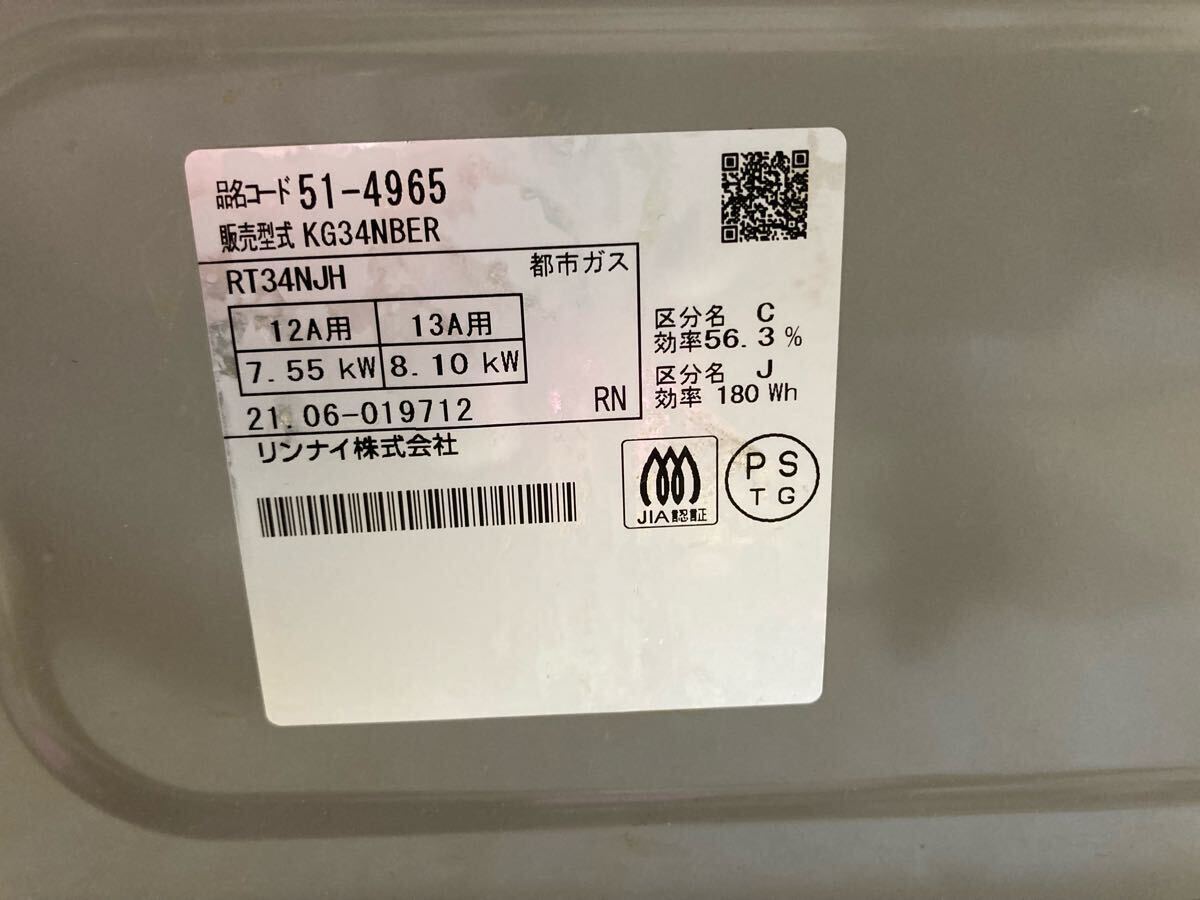 品名コード 51-4965
販売型式 KG34NBER
RT34NJH 都市ガス
12A用 13A用
7.55 kW 8.10 kW
21.06-019712 RN
リンナイ株式会社
区分名 C
効率56.3 %
区分名 J
効率 180 Wh
JIA認証
PS
TG